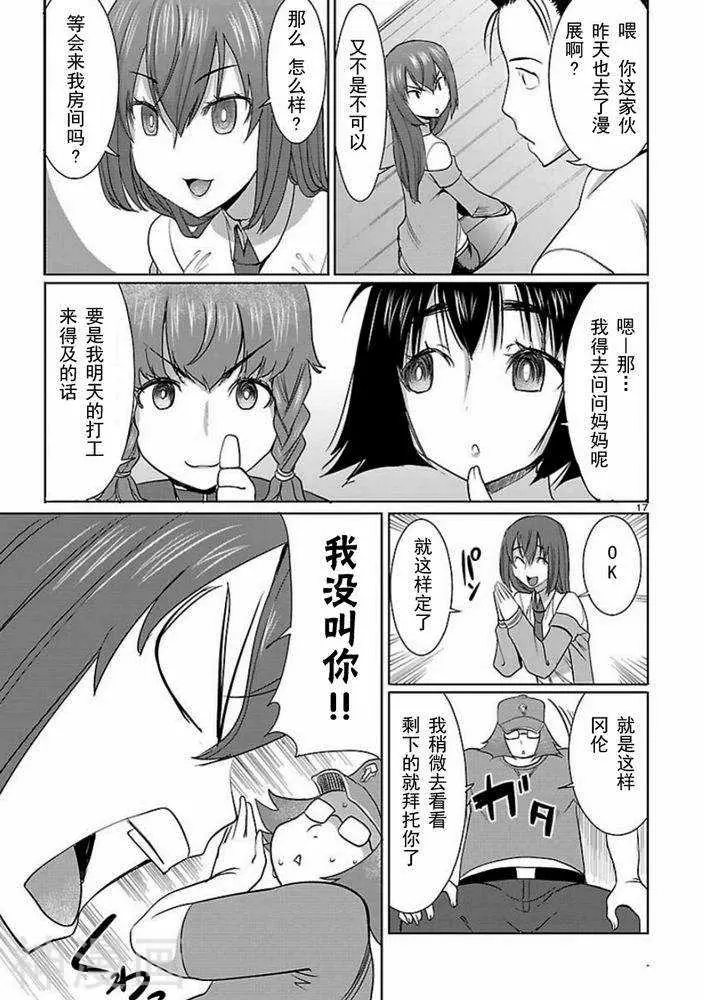 喂 你这家伙
昨天也去了漫
展啊?
又不是不可
以
那么 怎么样?
等会来我
房间吗?
嗯—那…
我得去问问妈妈呢
要是我明天的打工
来得及的话
17
OK
就这样定了
パン
就是这样
冈伦
我稍微去看看
剩下的就拜托你了
ガタ
我没叫你!!